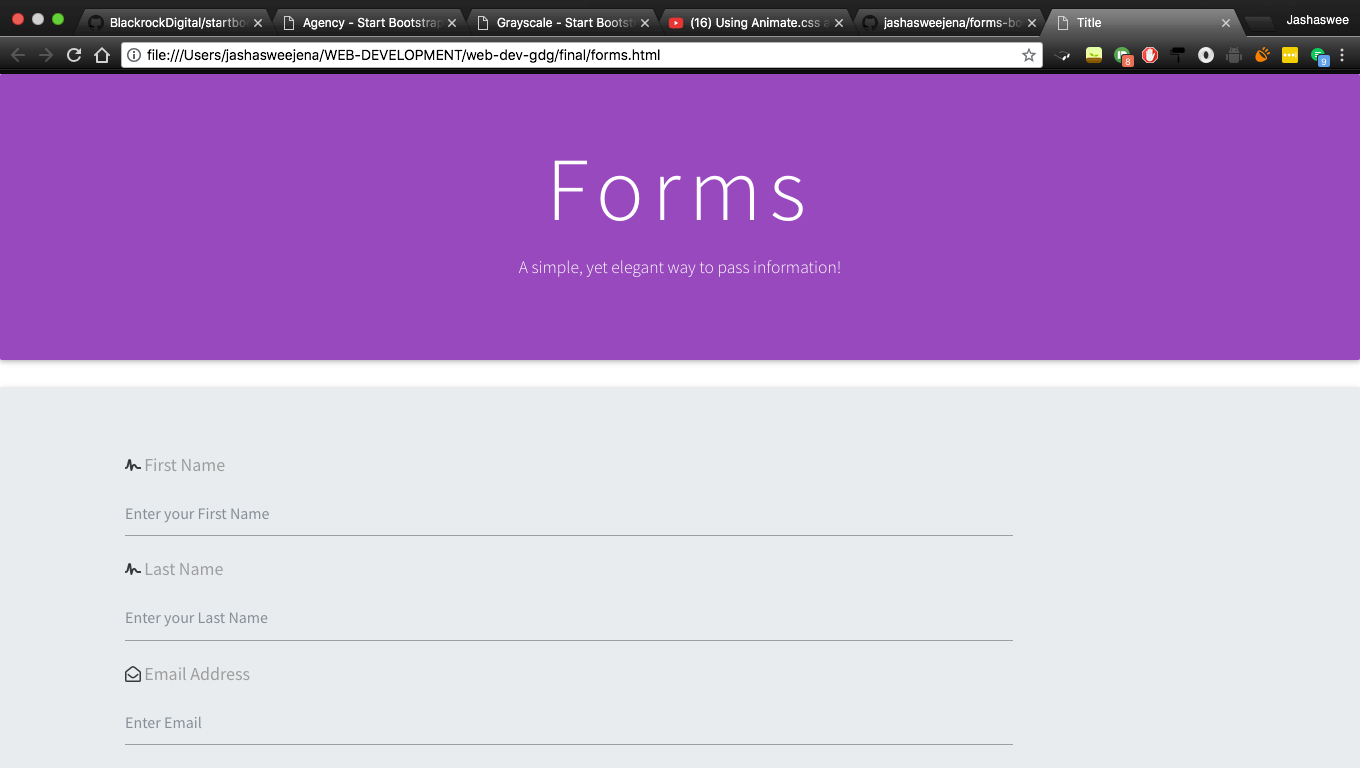 BlackrockDigital/startbo
Agency - Start Bootstrap
Grayscale - Start Bootst
(16) Using Animate.css a
jashasweejena/forms-bo
Title
Jashaswee
file:///Users/jashasweejena/WEB-DEVELOPMENT/web-dev-gdg/final/forms.html
8
9
Forms
A simple, yet elegant way to pass information!
First Name
Enter your First Name
Last Name
Enter your Last Name
Email Address
Enter Email